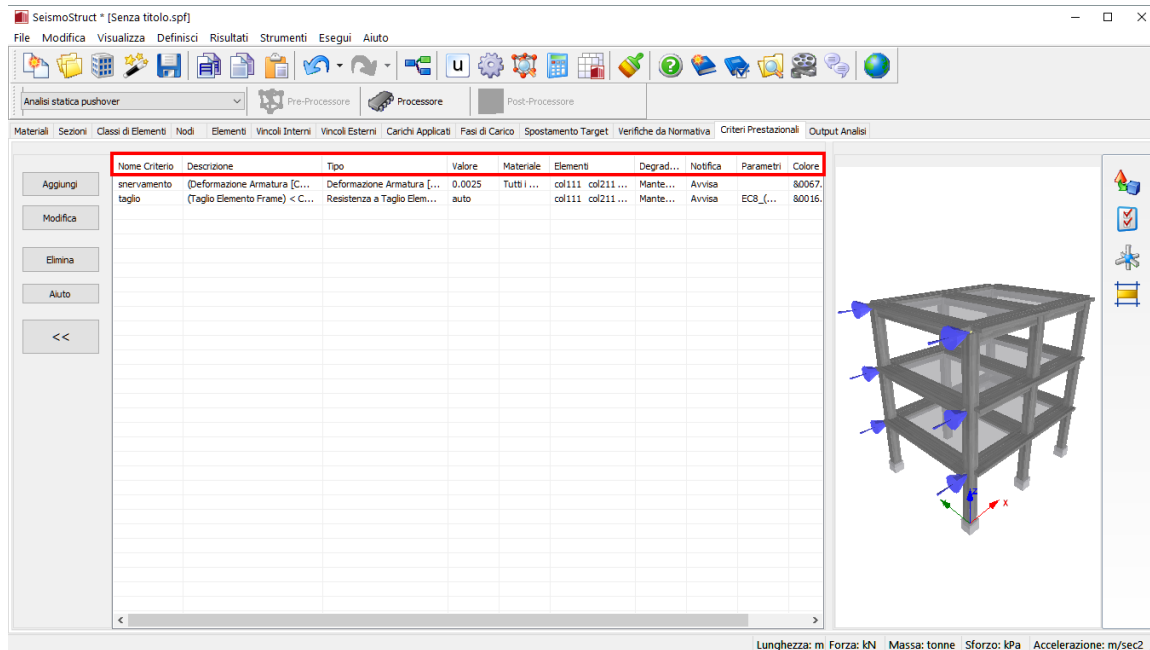 SeismoStruct * [Senza titolo.spf]
File Modifica Visualizza Definisci Risultati Strumenti Esegui Aiuto
u
Analisi statica pushover Pre-Processore Processore Post-Processore
Materiali Sezioni Classi di Elementi Nodi Elementi Vincoli Interni Vincoli Esterni Carichi Applicati Fasi di Carico Spostamento Target Verifiche da Normativa Criteri Prestazionali Output Analisi
Nome Criterio Descrizione Tipo Valore Materiale Elementi Degrad... Notifica Parametri Colore
snervamento (Deformazione Armatura [C... Deformazione Armatura [... 0.0025 Tutti i ... col111 col211 ... Mante... Avvisa &0067.
taglio (Taglio Elemento Frame) < C... Resistenza a Taglio Elem... auto col111 col211 ... Mante... Avvisa EC8_(... &0016.
Aggiungi
Modifica
Elimina
Aiuto
<<
z
x
Lunghezza: m Forza: kN Massa: tonne Sforzo: kPa Accelerazione: m/sec2